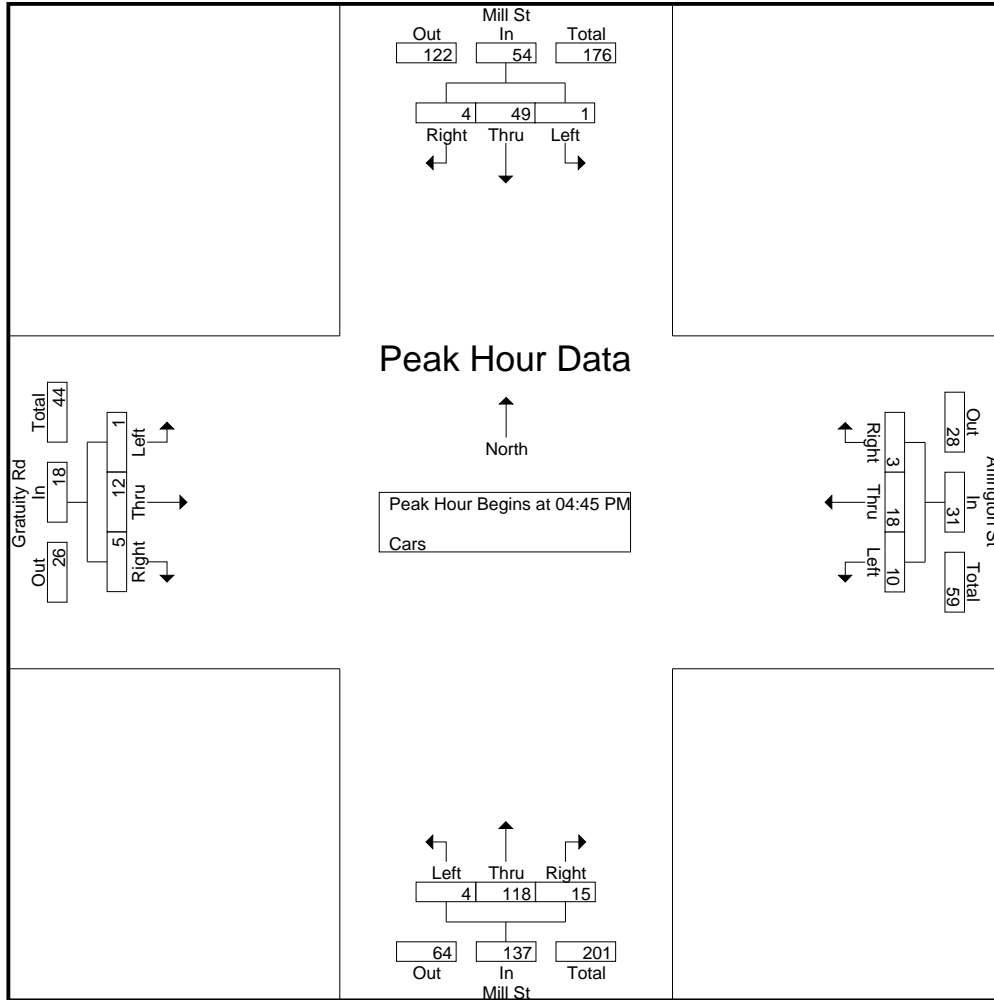 Mill St
Out In Total
122 54 176
4 49 1
Right Thru Left
Peak Hour Data
North
Peak Hour Begins at 04:45 PM
Cars
Gratuity Rd
Out In Total
26 18 44
5 12 1
Right Thru Left
Out In Total
28 31 59
3 18 10
Right Thru Left
Left Thru Right
4 118 15
64 137 201
Out In Total
Mill St